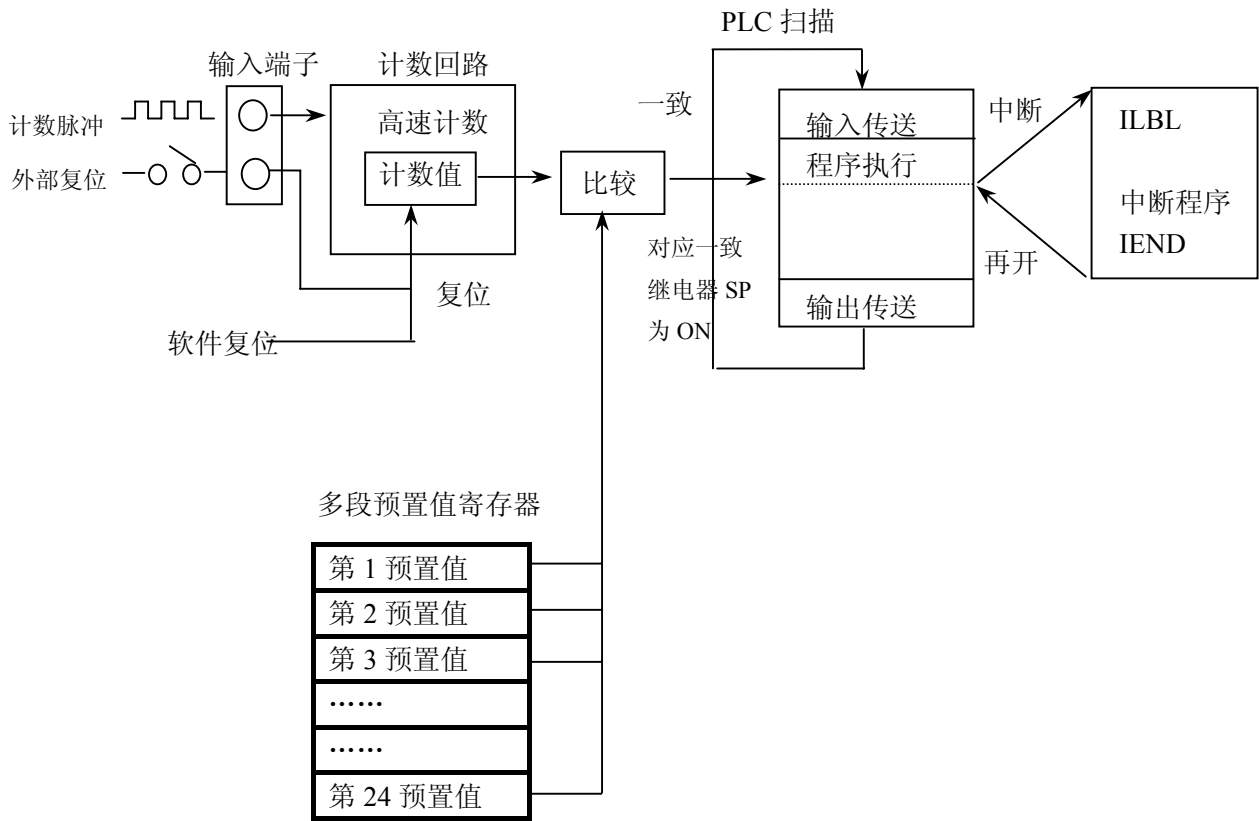 PLC 扫描
输入端子
计数回路
计数脉冲
外部复位
高速计数
计数值
复位
软件复位
比较
一致
对应一致
继电器 SP
为 ON
输入传送
程序执行
输出传送
中断
再开
ILBL
中断程序
IEND
多段预置值寄存器
第 1 预置值
第 2 预置值
第 3 预置值
……
……
第 24 预置值